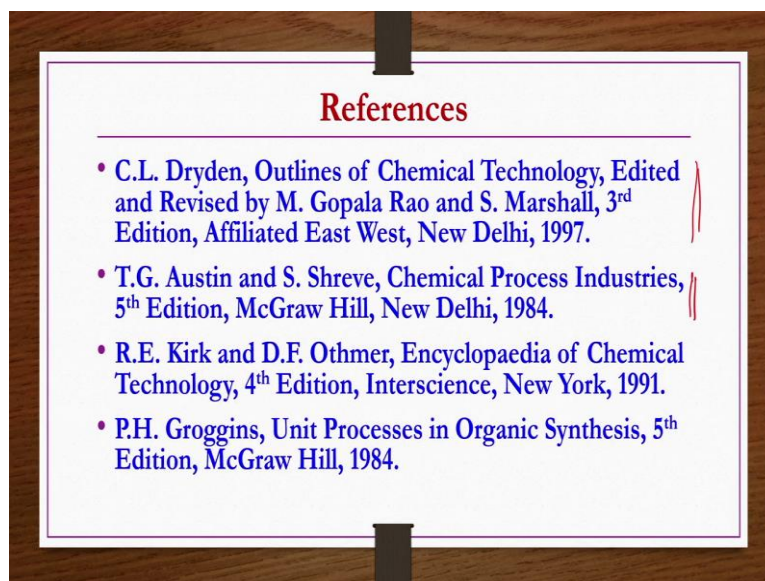 References
• C.L. Dryden, Outlines of Chemical Technology, Edited
and Revised by M. Gopala Rao and S. Marshall, 3rd
Edition, Affiliated East West, New Delhi, 1997.
• T.G. Austin and S. Shreve, Chemical Process Industries,
5th Edition, McGraw Hill, New Delhi, 1984.
• R.E. Kirk and D.F. Othmer, Encyclopaedia of Chemical
Technology, 4th Edition, Interscience, New York, 1991.
• P.H. Groggins, Unit Processes in Organic Synthesis, 5th
Edition, McGraw Hill, 1984.